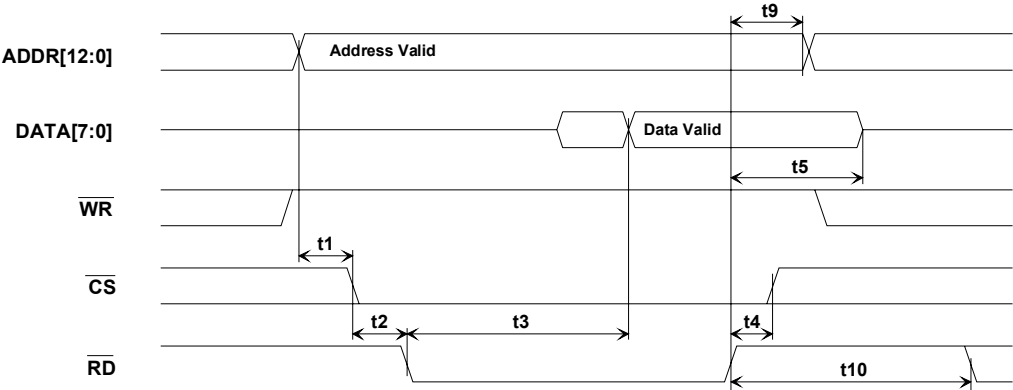 t9
ADDR[12:0]
Address Valid
DATA[7:0]
Data Valid
t5
WR
t1
CS
t2
t3
t4
RD
t10